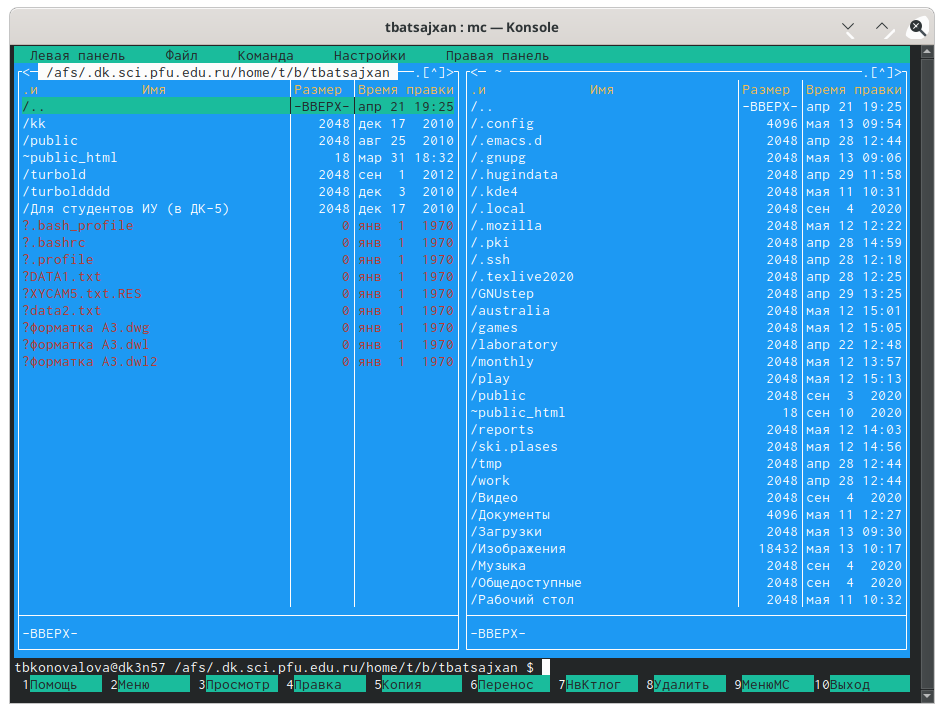 tbatsajxan : mc — Konsole
Левая панель Файл Команда Настройки Правая панель
<— /afs/.dk.sci.pfu.edu.ru/home/t/b/tbatsajxan —.[^]> <— ~ —.[^]>
.и Имя Размер Время правки .и Имя Размер Время правки
/.. -ВВЕРХ- апр 21 19:25 /.. -ВВЕРХ- апр 21 19:25
/kk 2048 дек 17 2010 /.config 4096 мая 13 09:54
/public 2048 авг 25 2010 /.emacs.d 2048 апр 28 12:44
~public_html 18 мар 31 18:32 /.gnupg 2048 мая 13 09:06
/turbold 2048 сен 1 2012 /.hugindata 2048 апр 29 11:58
/turboldddd 2048 дек 3 2010 /.kde4 2048 мая 11 10:31
/Для студентов ИУ (в ДК-5) 2048 дек 17 2010 /.local 2048 сен 4 2020
?.bash_profile 0 янв 1 1970 /.mozilla 2048 мая 12 12:22
?.bashrc 0 янв 1 1970 /.pki 2048 апр 28 14:59
?.profile 0 янв 1 1970 /.ssh 2048 апр 28 12:18
?DATA1.txt 0 янв 1 1970 /.texlive2020 2048 апр 28 12:25
?XYCAM5.txt.RES 0 янв 1 1970 /GNUstep 2048 апр 29 13:25
?data2.txt 0 янв 1 1970 /australia 2048 мая 12 15:01
?форматка А3.dwg 0 янв 1 1970 /games 2048 мая 12 15:05
?форматка А3.dwl 0 янв 1 1970 /laboratory 2048 апр 22 12:48
?форматка А3.dwl2 0 янв 1 1970 /monthly 2048 мая 12 13:57
/play 2048 мая 12 15:13
/public 2048 сен 3 2020
~public_html 18 сен 10 2020
/reports 2048 мая 12 14:03
/ski.plases 2048 мая 12 14:56
/tmp 2048 апр 28 12:44
/work 2048 апр 28 12:44
/Видео 2048 сен 4 2020
/Документы 4096 мая 11 12:27
/Загрузки 2048 мая 13 09:30
/Изображения 18432 мая 13 10:17
/Музыка 2048 сен 4 2020
/Общедоступные 2048 сен 4 2020
/Рабочий стол 2048 мая 11 10:32
-ВВЕРХ- -ВВЕРХ-
tbkonovalova@dk3n57 /afs/.dk.sci.pfu.edu.ru/home/t/b/tbatsajxan $
1Помощь 2Меню 3Просмотр 4Правка 5Копия 6Перенос 7НвКтлог 8Удалить 9МенюMC 10Выход